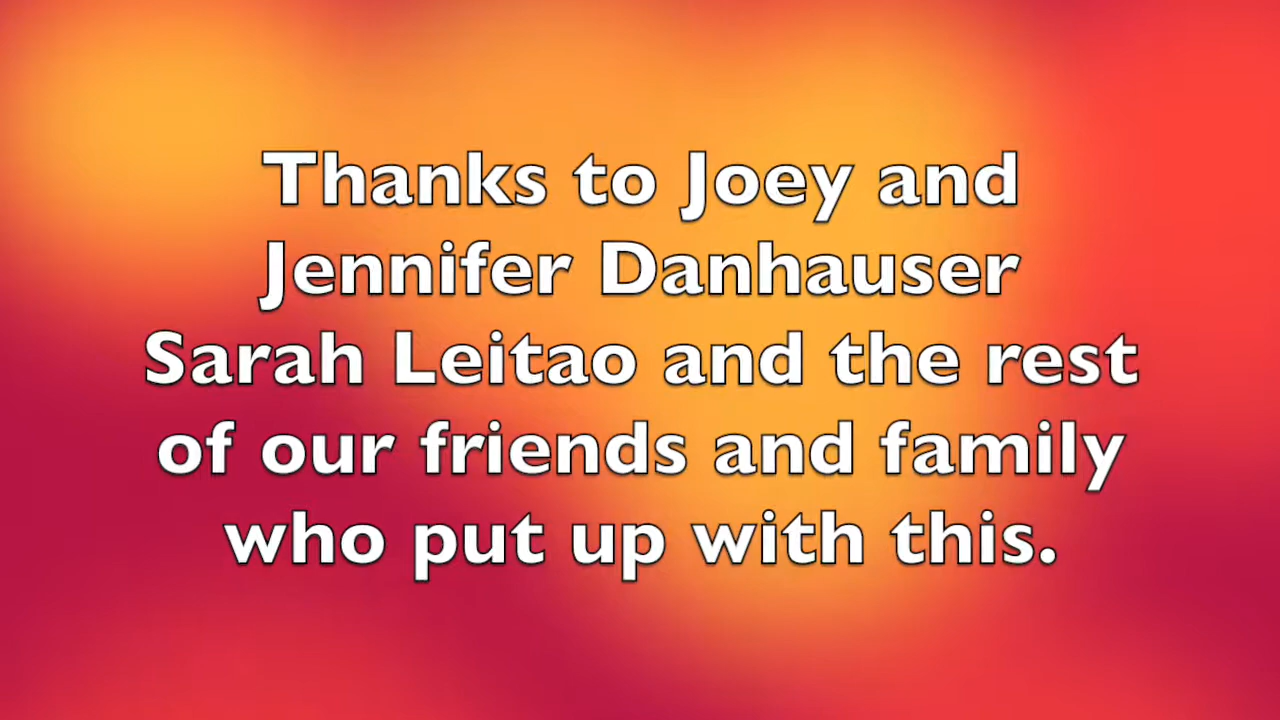 Thanks to Joey and
Jennifer Danhauser
Sarah Leitao and the rest
of our friends and family
who put up with this.